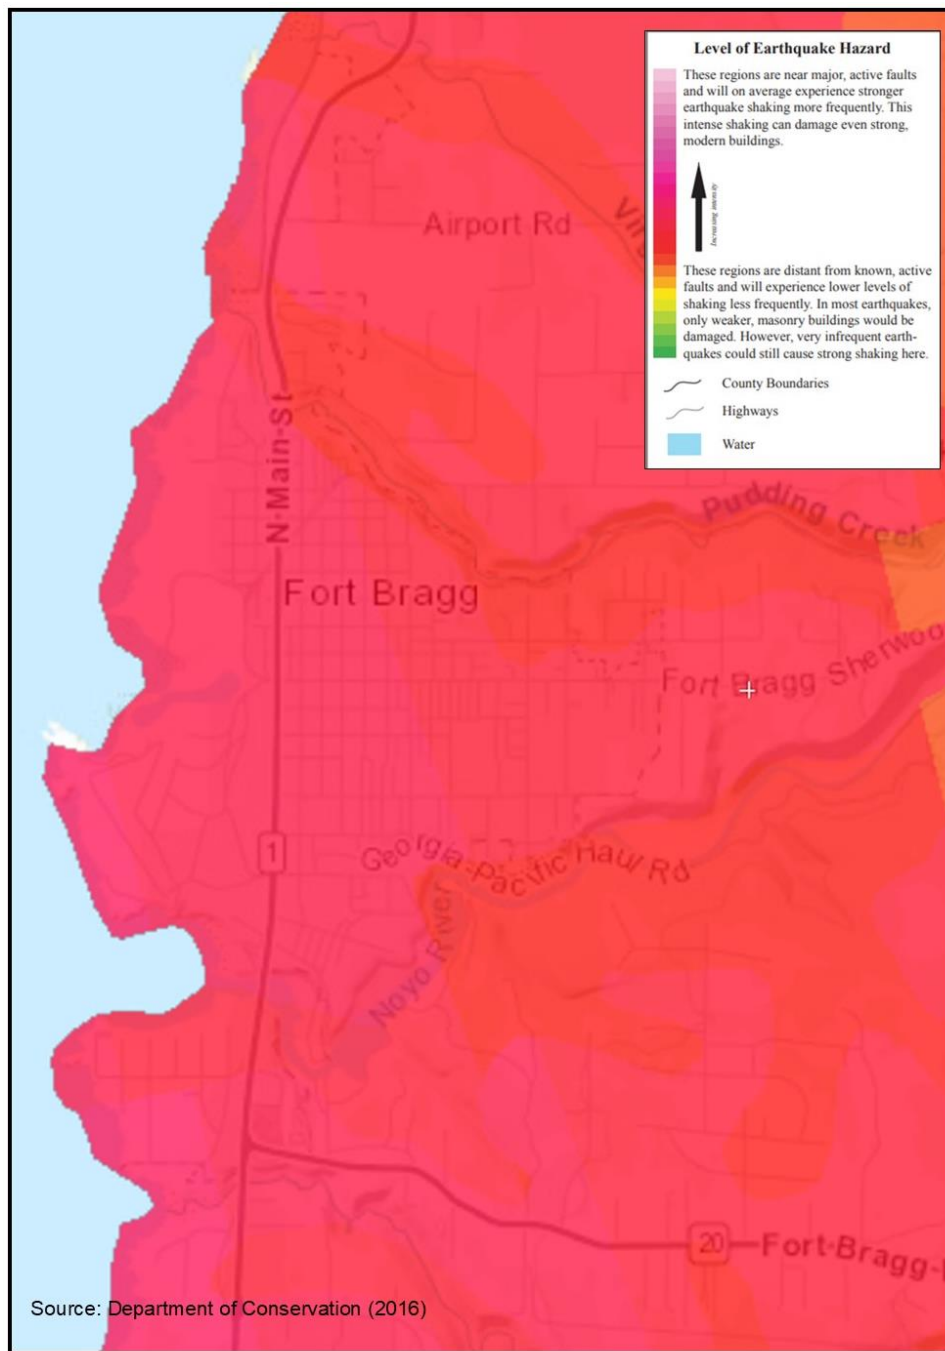 Level of Earthquake Hazard
These regions are near major, active faults
and will on average experience stronger
earthquake shaking more frequently. This
intense shaking can damage even strong,
modern buildings.
Increasing intensity
These regions are distant from known, active
faults and will experience lower levels of
shaking less frequently. In most earthquakes,
only weaker, masonry buildings would be
damaged. However, very infrequent earth-
quakes could still cause strong shaking here.
County Boundaries
Highways
Water
Airport Rd
N Main St
Pudding Creek
Fort Bragg
Fort Bragg Sherwoo
1
Georgia-Pacific Haul Rd
Noyo River
20
Fort-Bragg-
Source: Department of Conservation (2016)